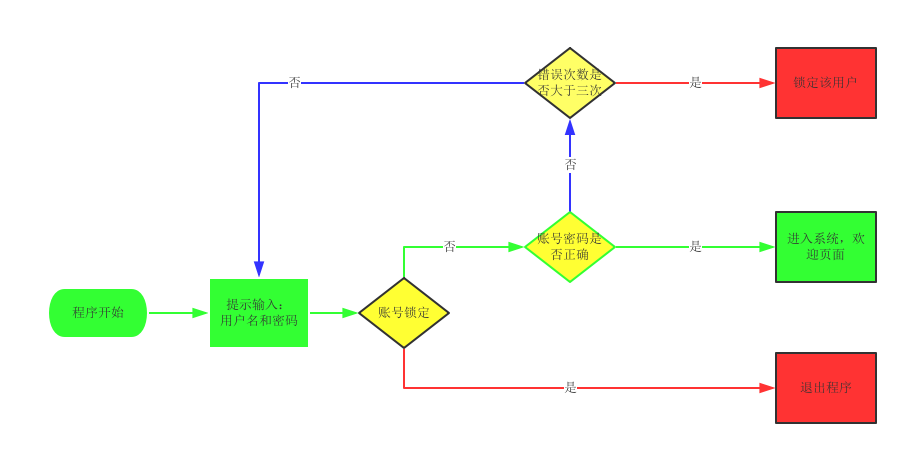 错误次数是
否大于三次
否
是
锁定该用户
否
账号密码是
否正确
否
是
进入系统，欢
迎页面
程序开始
提示输入：
用户名和密码
账号锁定
是
退出程序